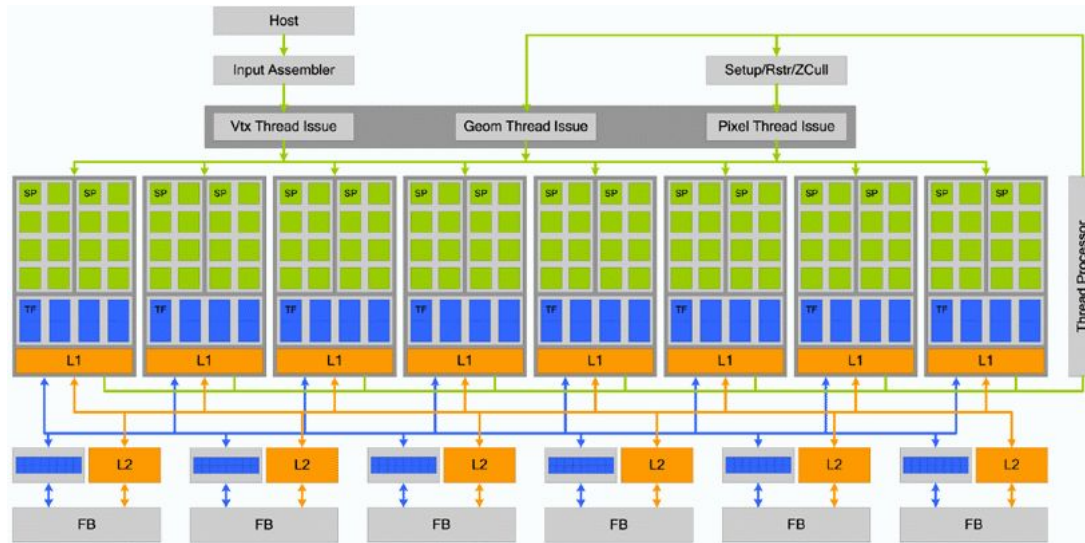 Host
Input Assembler
Setup/Rstr/ZCull
Vtx Thread Issue
Geom Thread Issue
Pixel Thread Issue
SP SP SP SP SP SP SP SP SP SP SP SP SP SP SP SP
Thread Processor
TF TF TF TF TF TF TF TF
L1 L1 L1 L1 L1 L1 L1 L1
L2 L2 L2 L2 L2 L2
FB FB FB FB FB FB